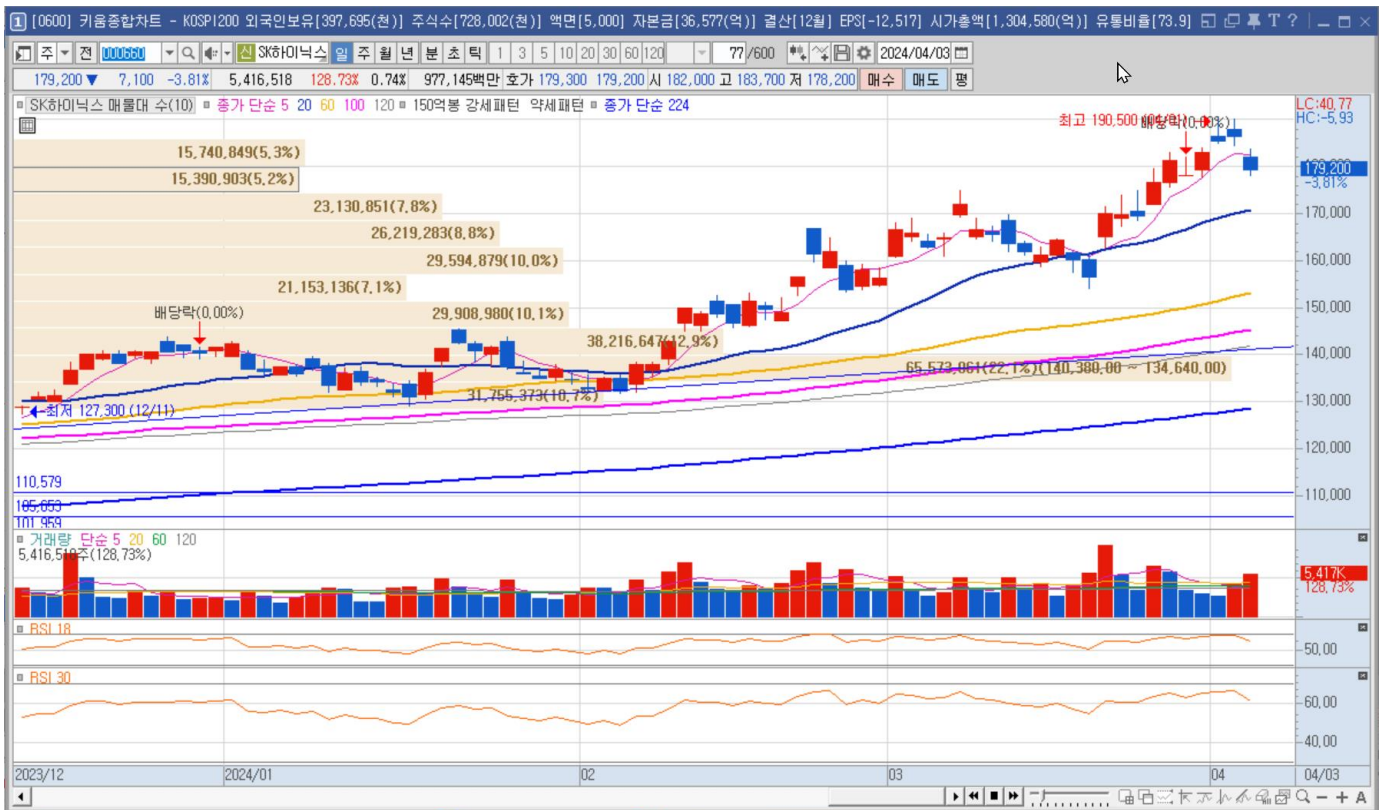 1 [0600] 키움종합차트 - KOSPI200 외국인보유[397,695(천)] 주식수[728,002(천)] 액면[5,000] 자본금[36,577(억)] 결산[12월] EPS[-12,517] 시가총액[1,304,580(억)] 유통비율[73.9] T ?
주 전 000660 신 SK하이닉스 일 주 월 년 분 초 틱 1 3 5 10 20 30 60 120 77 /600 2024/04/03
179,200 ▼ 7,100 -3.81% 5,416,518 128.73% 0.74% 977,145백만 호가 179,300 179,200 시 182,000 고 183,700 저 178,200 매수 매도 평
SK하이닉스 매물대 수(10) 종가 단순 5 20 60 100 120 150억봉 강세패턴 약세패턴 종가 단순 224
LC:40.77
HC:-5.93
최고 190,500
배당락(0.00%)
15,740,849(5.3%)
179,200
-3.81%
15,390,903(5.2%)
23,130,851(7.8%)
170,000
26,219,283(8.8%)
29,594,879(10.0%)
160,000
21,153,136(7.1%)
150,000
배당락(0.00%)
29,908,980(10.1%)
38,216,647(12.9%)
140,000
65,573,861(22.1%)(140,380.00 ~ 134,640.00)
31,755,373(10.7%)
130,000
최저 127,300 (12/11)
120,000
110,579
110,000
105,653
101,959
거래량 단순 5 20 60 120
5,416,518주(128.73%)
5,417K
128.73%
RSI 18
50.00
RSI 30
60.00
40.00
2023/12 2024/01 02 03 04 04/03
A